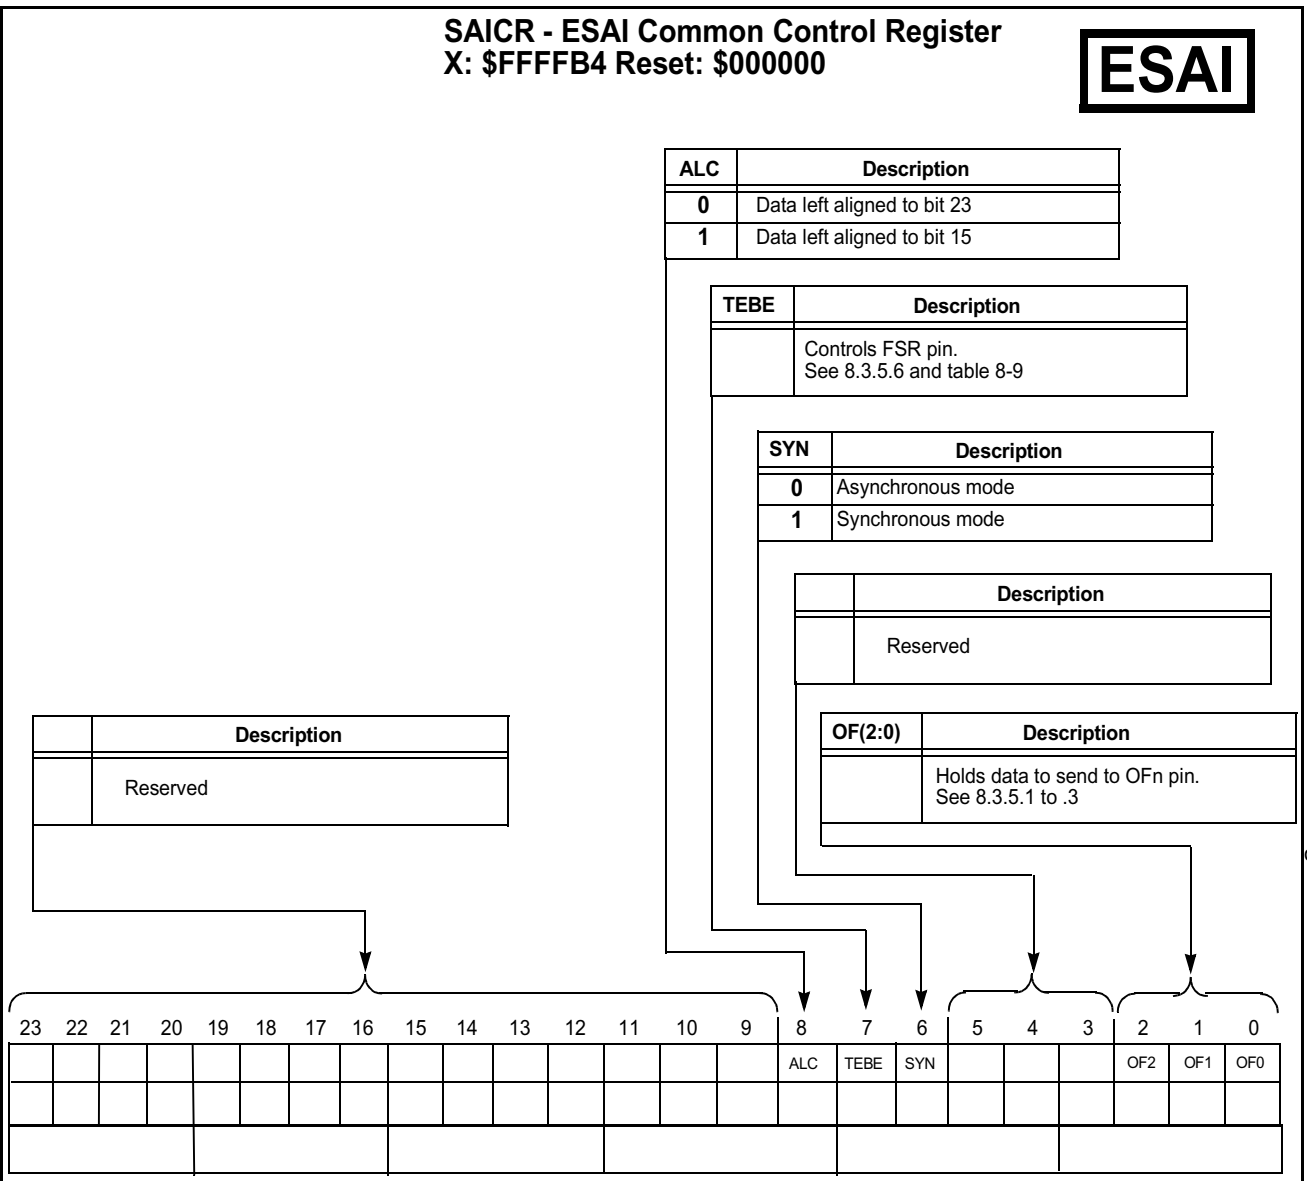 SAICR - ESAI Common Control Register
X: $FFFFB4 Reset: $000000
ESAI
ALC Description
0 Data left aligned to bit 23
1 Data left aligned to bit 15
TEBE Description
Controls FSR pin.
See 8.3.5.6 and table 8-9
SYN Description
0 Asynchronous mode
1 Synchronous mode
Description
Reserved
Description
Reserved
OF(2:0) Description
Holds data to send to OFn pin.
See 8.3.5.1 to .3
23 22 21 20 19 18 17 16 15 14 13 12 11 10 9 8 7 6 5 4 3 2 1 0
ALC TEBE SYN OF2 OF1 OF0